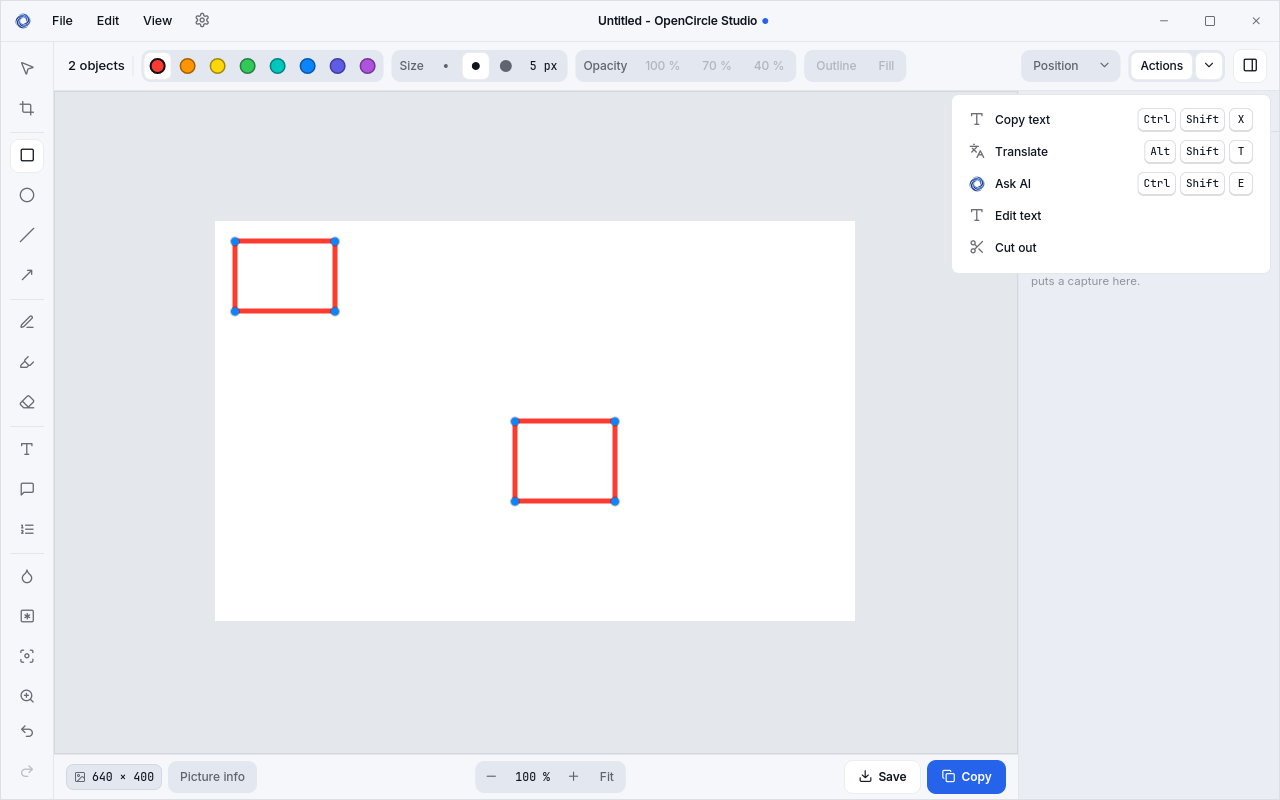 File Edit View Untitled - OpenCircle Studio
2 objects Size 5 px Opacity 100 % 70 % 40 % Outline Fill Position Actions
Copy text Ctrl Shift X
Translate Alt Shift T
Ask AI Ctrl Shift E
Edit text
Cut out
puts a capture here.
640 × 400 Picture info 100 % Fit Save Copy